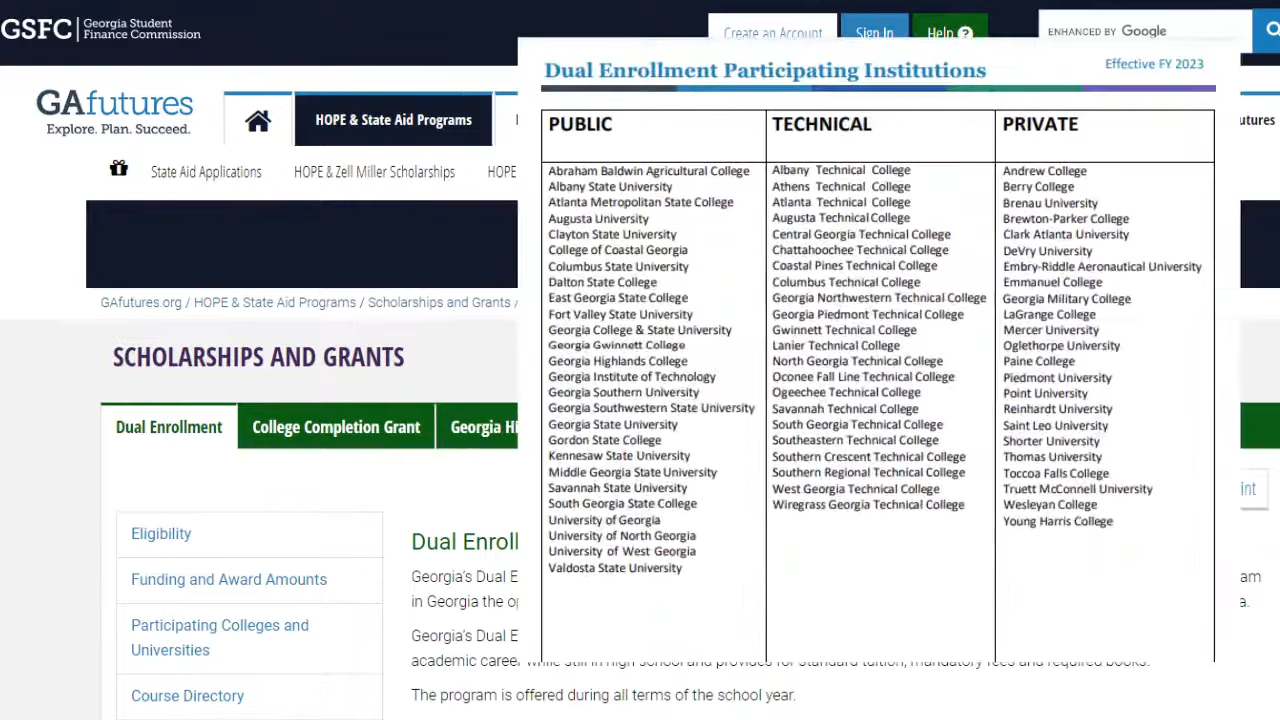 GSFC Georgia Student Finance Commission
Create an Account
Sign In
Help ?
ENHANCED BY Google
GAfutures
Explore. Plan. Succeed.
HOPE & State Aid Programs
utures
State Aid Applications
HOPE & Zell Miller Scholarships
HOPE
GAfutures.org / HOPE & State Aid Programs / Scholarships and Grants /
SCHOLARSHIPS AND GRANTS
Dual Enrollment
College Completion Grant
Georgia Hi
int
Eligibility
Funding and Award Amounts
Participating Colleges and
Universities
Course Directory
Dual Enroll
Georgia's Dual E
am
in Georgia the o
a.
Georgia's Dual E
academic career while still in high school and provides for standard tuition, mandatory fees and required books.
The program is offered during all terms of the school year.
Dual Enrollment Participating Institutions
Effective FY 2023
PUBLIC
Abraham Baldwin Agricultural College
Albany State University
Atlanta Metropolitan State College
Augusta University
Clayton State University
College of Coastal Georgia
Columbus State University
Dalton State College
East Georgia State College
Fort Valley State University
Georgia College & State University
Georgia Gwinnett College
Georgia Highlands College
Georgia Institute of Technology
Georgia Southern University
Georgia Southwestern State University
Georgia State University
Gordon State College
Kennesaw State University
Middle Georgia State University
Savannah State University
South Georgia State College
University of Georgia
University of North Georgia
University of West Georgia
Valdosta State University
TECHNICAL
Albany Technical College
Athens Technical College
Atlanta Technical College
Augusta Technical College
Central Georgia Technical College
Chattahoochee Technical College
Coastal Pines Technical College
Columbus Technical College
Georgia Northwestern Technical College
Georgia Piedmont Technical College
Gwinnett Technical College
Lanier Technical College
North Georgia Technical College
Oconee Fall Line Technical College
Ogeechee Technical College
Savannah Technical College
South Georgia Technical College
Southeastern Technical College
Southern Crescent Technical College
Southern Regional Technical College
West Georgia Technical College
Wiregrass Georgia Technical College
PRIVATE
Andrew College
Berry College
Brenau University
Brewton-Parker College
Clark Atlanta University
DeVry University
Embry-Riddle Aeronautical University
Emmanuel College
Georgia Military College
LaGrange College
Mercer University
Oglethorpe University
Paine College
Piedmont University
Point University
Reinhardt University
Saint Leo University
Shorter University
Thomas University
Toccoa Falls College
Truett McConnell University
Wesleyan College
Young Harris College